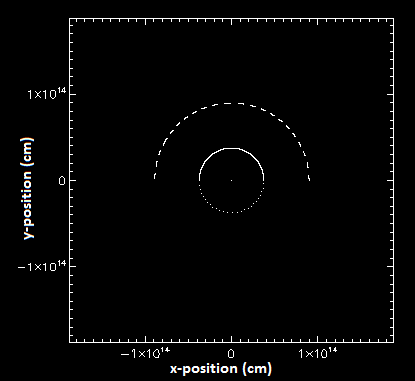 1×10¹⁴
0
−1×10¹⁴
y-position (cm)
−1×10¹⁴ 0 1×10¹⁴
x-position (cm)